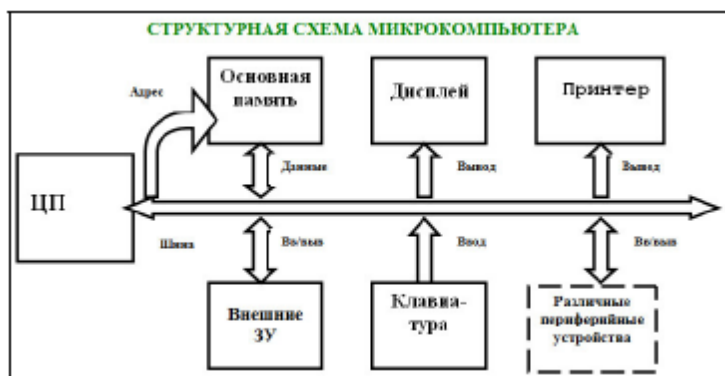 СТРУКТУРНАЯ СХЕМА МИКРОКОМПЬЮТЕРА
Основная
память
Дисплей
Принтер
Адрес
Данные
Вывод
Вывод
ЦП
Шина
Вв/выв
Ввод
Вв/выв
Внешние
ЗУ
Клавиа-
тура
Различные
периферийные
устройства